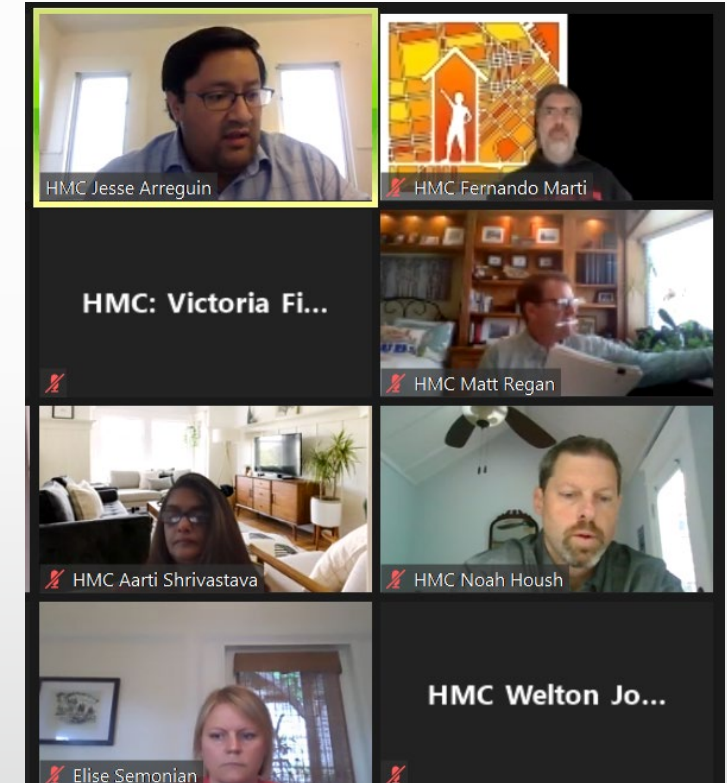 HMC Jesse Arreguin
HMC Fernando Marti
HMC: Victoria Fi...
HMC Matt Regan
HMC Aarti Shrivastava
HMC Noah Housh
Elise Semonian
HMC Welton Jo...